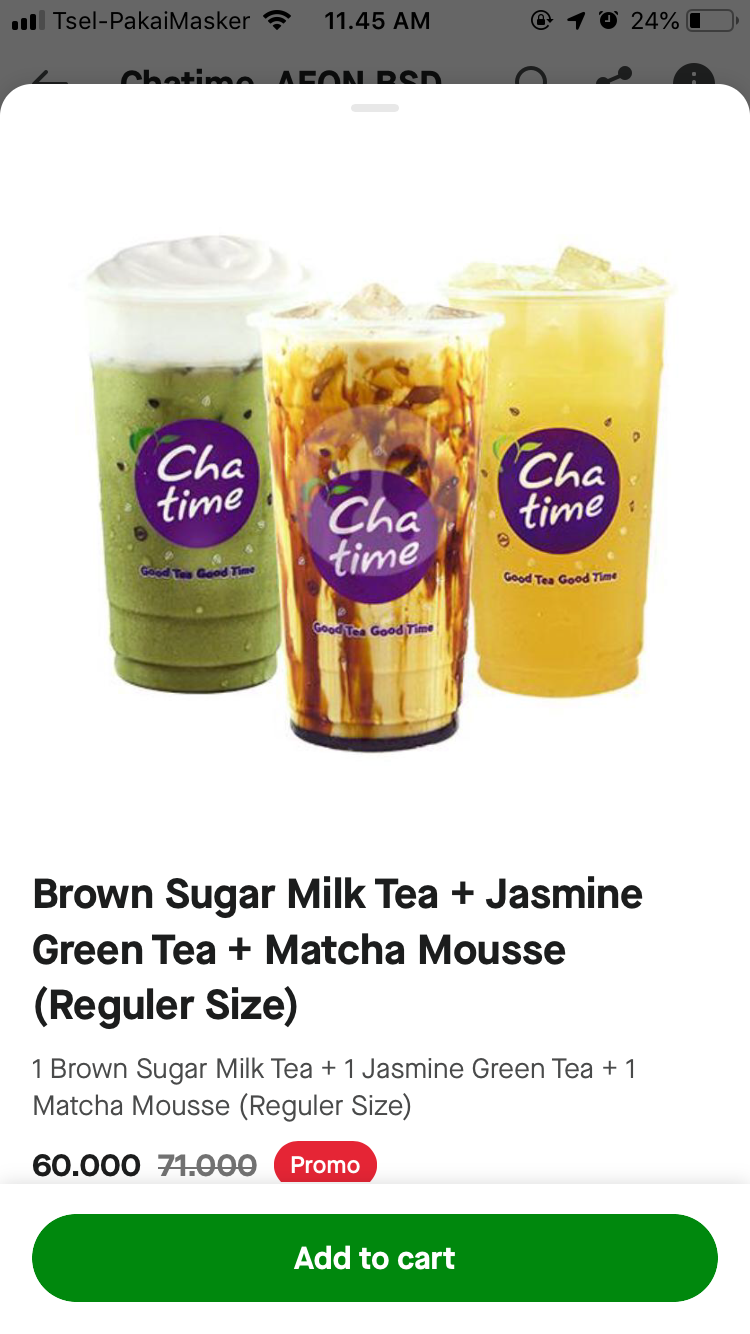 Tsel-PakaiMasker 11.45 AM 24%
Chatime, AEON BSD
Cha
time
Good Tea Good Time
Cha
time
Good Tea Good Time
Cha
time
Good Tea Good Time
Brown Sugar Milk Tea + Jasmine
Green Tea + Matcha Mousse
(Reguler Size)
1 Brown Sugar Milk Tea + 1 Jasmine Green Tea + 1
Matcha Mousse (Reguler Size)
60.000 71.000 Promo
Add to cart